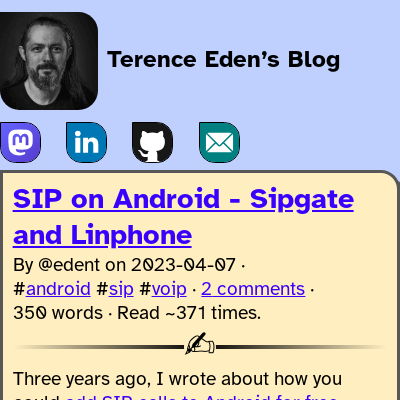 Terence Eden’s Blog
in
SIP on Android - Sipgate
and Linphone
By @edent on 2023-04-07 ·
#android #sip #voip · 2 comments ·
350 words · Read ~371 times.
Three years ago, I wrote about how you
could add SIP calls to Android for free